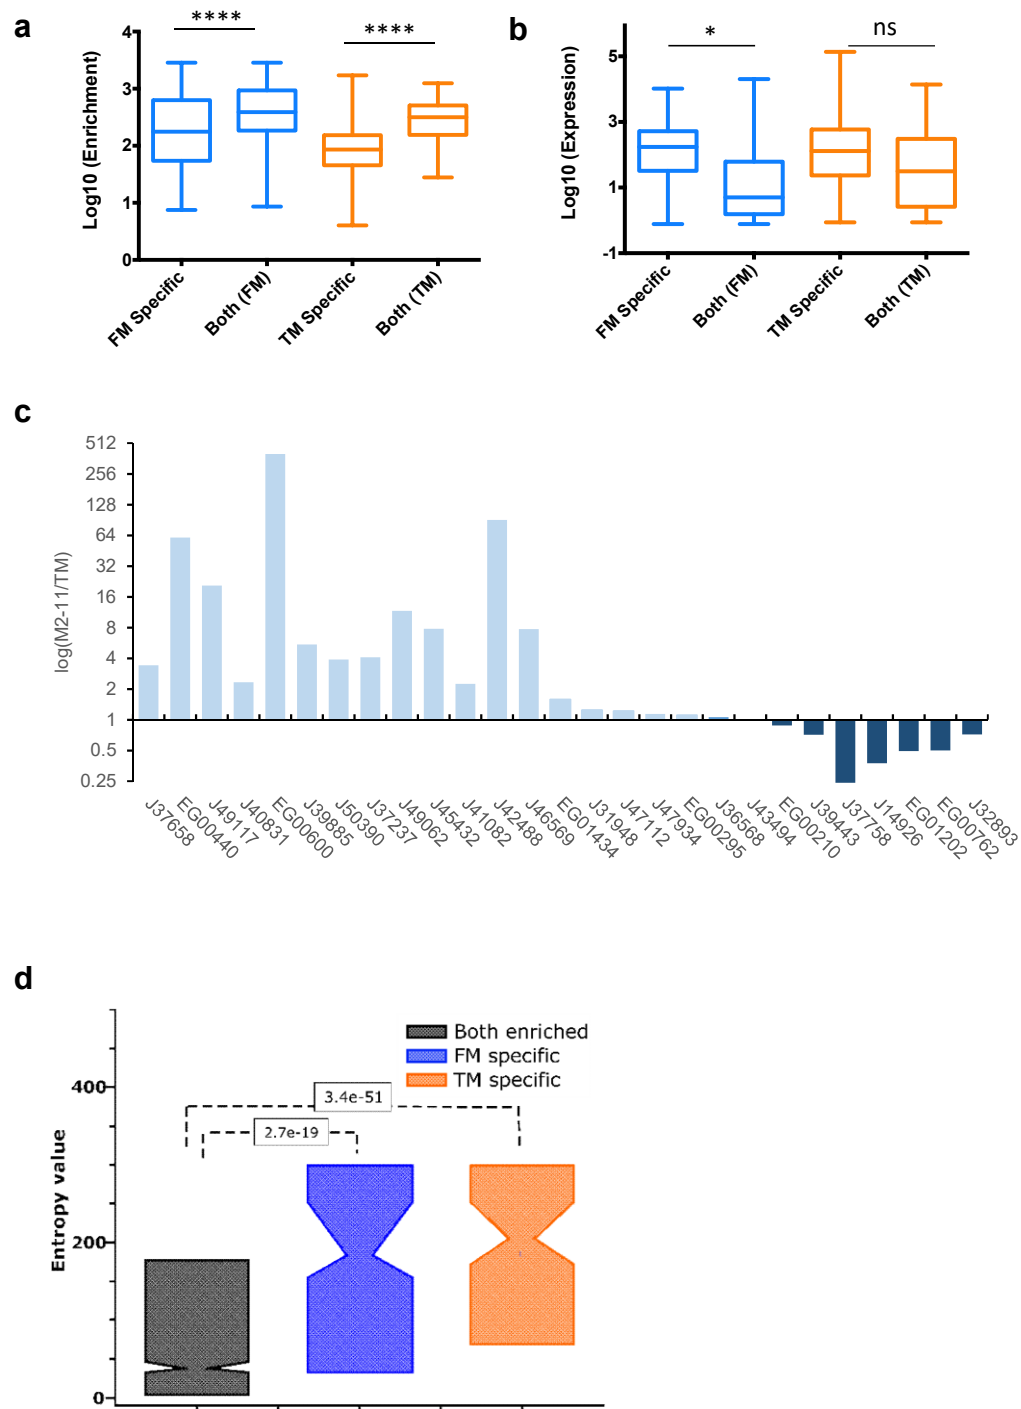 a
****
****
4
3
2
1
0
Log10 (Enrichment)
FM Specific
Both (FM)
TM Specific
Both (TM)
b
*
ns
5
3
1
-1
Log10 (Expression)
FM Specific
Both (FM)
TM Specific
Both (TM)
c
512
256
128
64
32
16
8
4
2
1
0.5
0.25
log(M2-11/TM)
J37658
EG00440
J49117
J40831
EG00600
J39885
J50390
J37237
J49062
J45432
J41082
J42488
J46569
EG01434
J31948
J47112
J47934
EG00295
J36568
J43494
EG00210
J39443
J37758
J14926
EG01202
EG00762
J32893
d
Both enriched
FM specific
TM specific
3.4e-51
2.7e-19
400
200
0
Entropy value